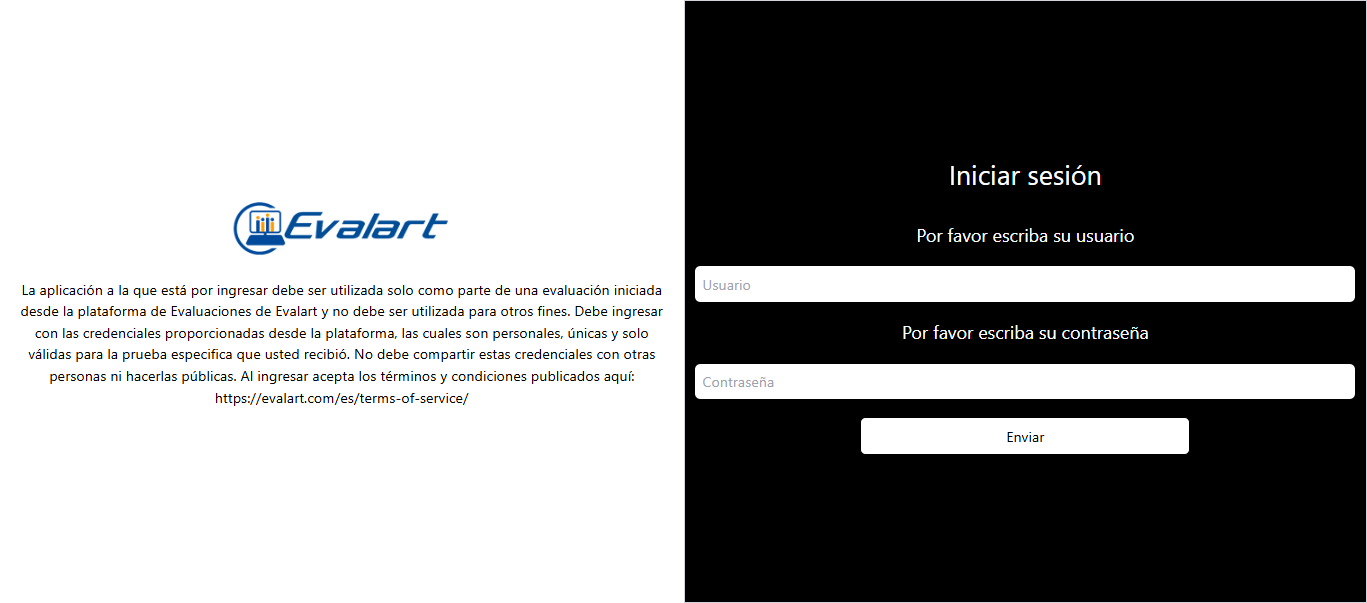 Evalart
La aplicación a la que está por ingresar debe ser utilizada solo como parte de una evaluación iniciada
desde la plataforma de Evaluaciones de Evalart y no debe ser utilizada para otros fines. Debe ingresar
con las credenciales proporcionadas desde la plataforma, las cuales son personales, únicas y solo
válidas para la prueba especifica que usted recibió. No debe compartir estas credenciales con otras
personas ni hacerlas públicas. Al ingresar acepta los términos y condiciones publicados aquí:
https://evalart.com/es/terms-of-service/
Iniciar sesión
Por favor escriba su usuario
Usuario
Por favor escriba su contraseña
Contraseña
Enviar